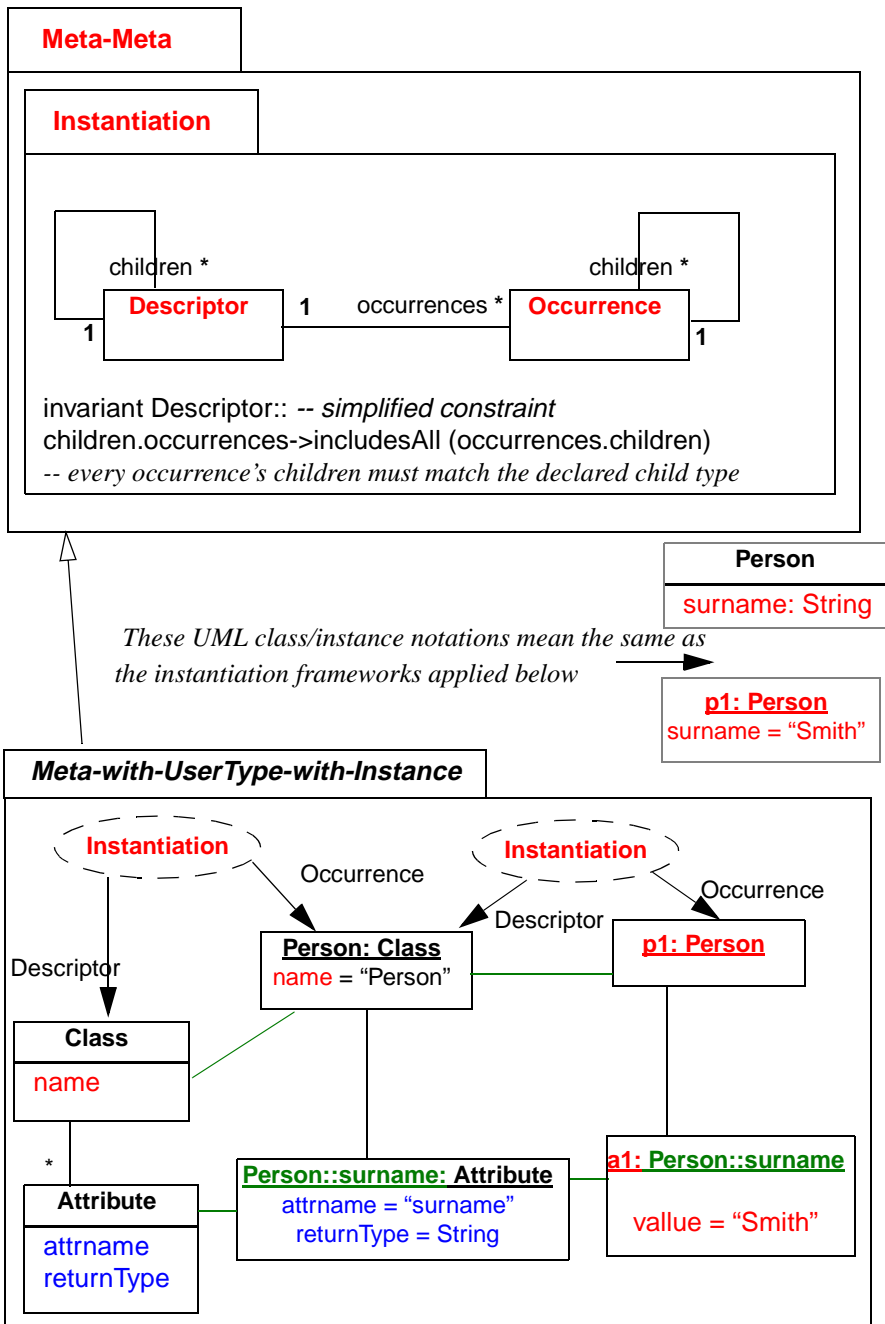 Meta-Meta
Instantiation
children *
children *
Descriptor
1
occurrences *
Occurrence
1
1
invariant Descriptor:: -- simplified constraint
children.occurrences->includesAll (occurrences.children)
-- every occurrence's children must match the declared child type
Person
surname: String
These UML class/instance notations mean the same as
the instantiation frameworks applied below
p1: Person
surname = “Smith”
Meta-with-UserType-with-Instance
Instantiation
Instantiation
Occurrence
Occurrence
Descriptor
Descriptor
Person: Class
name = “Person”
p1: Person
Class
name
*
Attribute
attrname
returnType
Person::surname: Attribute
attrname = “surname”
returnType = String
a1: Person::surname
vallue = “Smith”